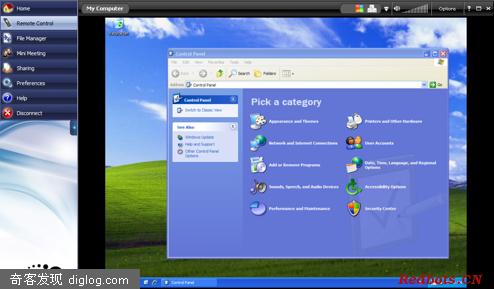 Home
My Computer
Options
Remote Control
File Manager
Mini Meeting
Sharing
Preferences
Help
Disconnect
Control Panel
File Edit View Favorites Tools Help
Back
Search
Folders
Address
Control Panel
Go
Control Panel
Switch to Classic View
See Also
Windows Update
Help and Support
Other Control Panel
Options
Pick a category
Appearance and Themes
Printers and Other Hardware
Network and Internet Connections
User Accounts
Add or Remove Programs
Date, Time, Language, and Regional
Options
Sounds, Speech, and Audio Devices
Accessibility Options
Performance and Maintenance
Security Center
Control Panel
奇客发现 diglog.com
Redbots.CN